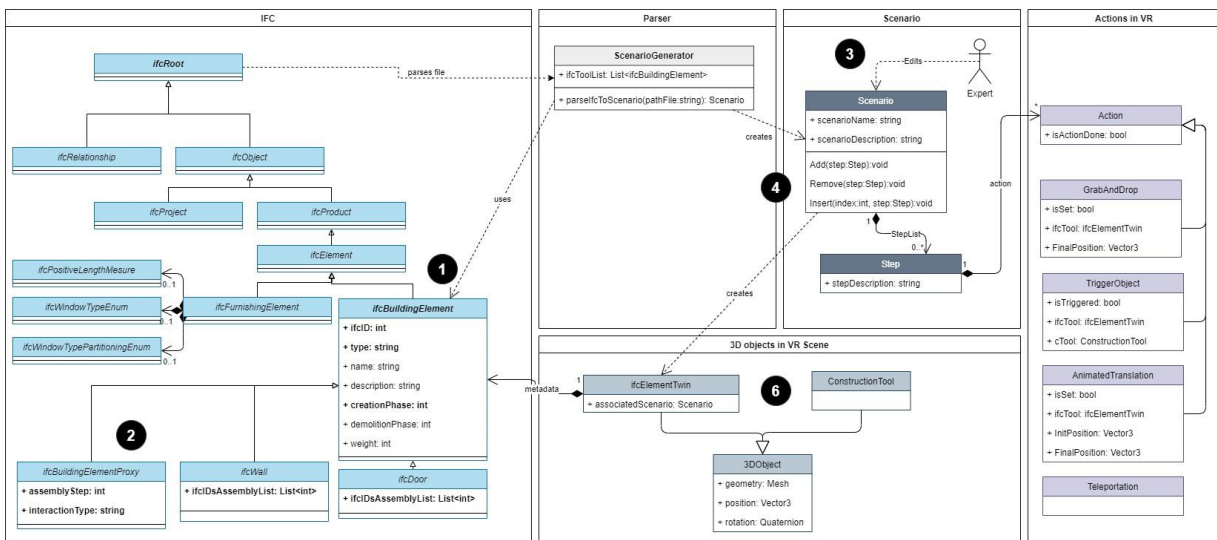 IFC
Parser
Scenario
Actions in VR
ifcRoot
parses file
ScenarioGenerator
+ ifcToolList: List<ifcBuildingElement>
+ parseIfcToScenario(pathFile:string): Scenario
3
Edits
Expert
Scenario
+ scenarioName: string
+ scenarioDescription: string
Add(step:Step):void
Remove(step:Step):void
Insert(index:int, step:Step):void
creates
4
1
StepList
0..*
Step
+ stepDescription: string
1
action
*
Action
+ isActionDone: bool
GrabAndDrop
+ isSet: bool
+ ifcTool: ifcElementTwin
+ FinalPosition: Vector3
TriggerObject
+ isTriggered: bool
+ ifcTool: ifcElementTwin
+ cTool: ConstructionTool
AnimatedTranslation
+ isSet: bool
+ ifcTool: ifcElementTwin
+ InitPosition: Vector3
+ FinalPosition: Vector3
Teleportation
ifcRelationship
ifcObject
ifcProject
ifcProduct
ifcElement
uses
1
ifcPositiveLengthMesure
0..1
ifcWindowTypeEnum
0..1
ifcWindowTypePartitioningEnum
0..1
ifcFurnishingElement
ifcBuildingElement
+ ifcID: int
+ type: string
+ name: string
+ description: string
+ creationPhase: int
+ demolitionPhase: int
+ weight: int
2
ifcBuildingElementProxy
+ assemblyStep: int
+ interactionType: string
ifcWall
+ ifcIDsAssemblyList: List<int>
ifcDoor
+ ifcIDsAssemblyList: List<int>
creates
3D objects in VR Scene
metadata
1
ifcElementTwin
+ associatedScenario: Scenario
6
ConstructionTool
3DObject
+ geometry: Mesh
+ position: Vector3
+ rotation: Quaternion